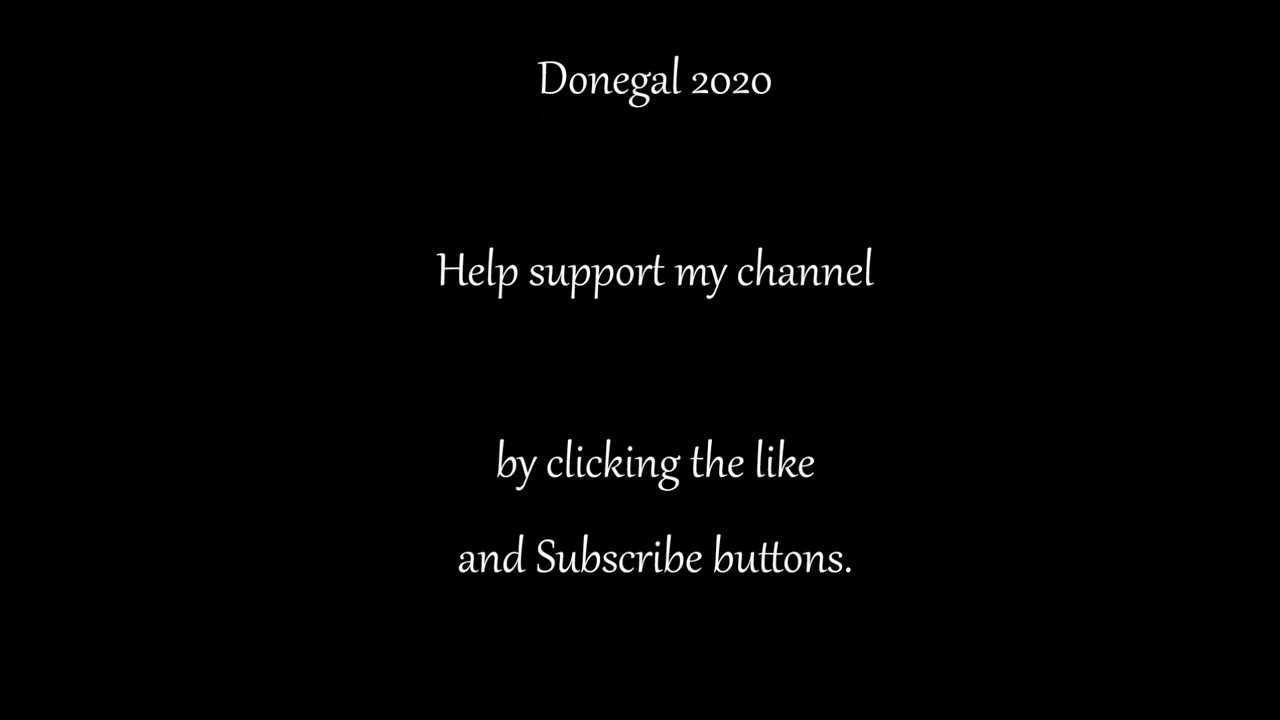 Donegal 2020
Help support my channel
by clicking the like
and Subscribe buttons.